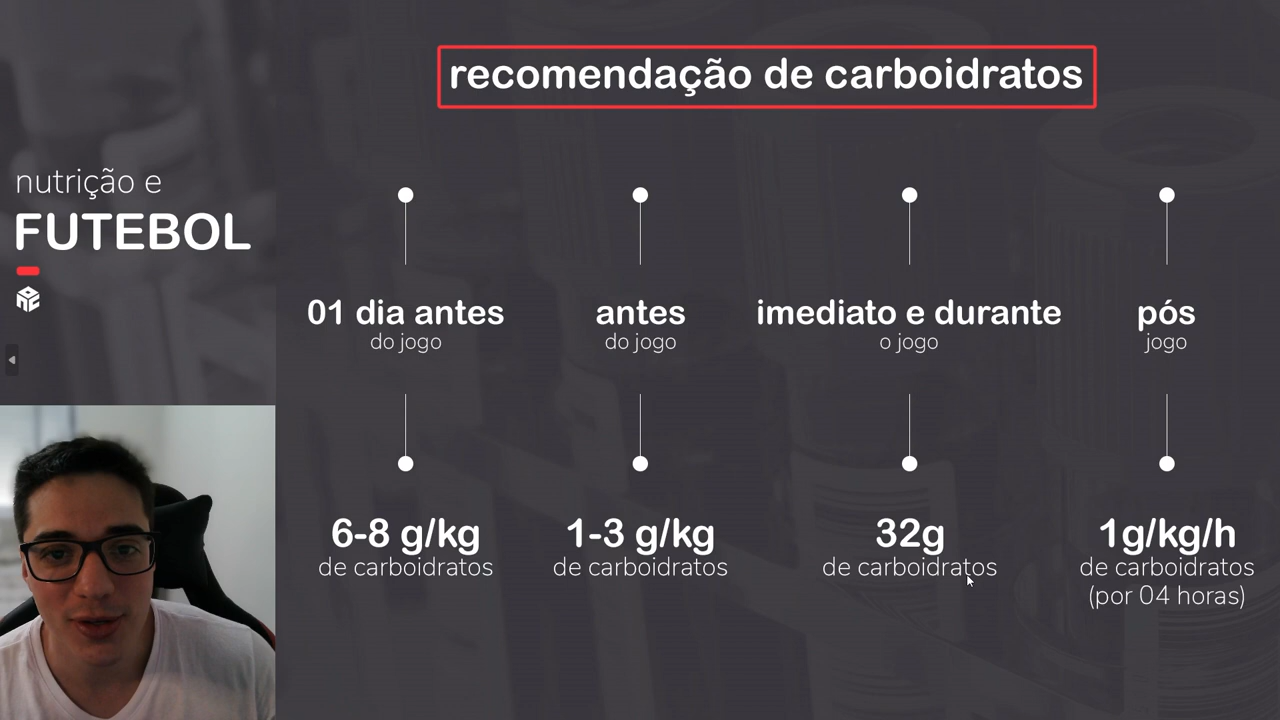 recomendação de carboidratos
nutrição e
FUTEBOL
01 dia antes
do jogo
antes
do jogo
imediato e durante
o jogo
pós
jogo
6-8 g/kg
de carboidratos
1-3 g/kg
de carboidratos
32g
de carboidratos
1g/kg/h
de carboidratos
(por 04 horas)